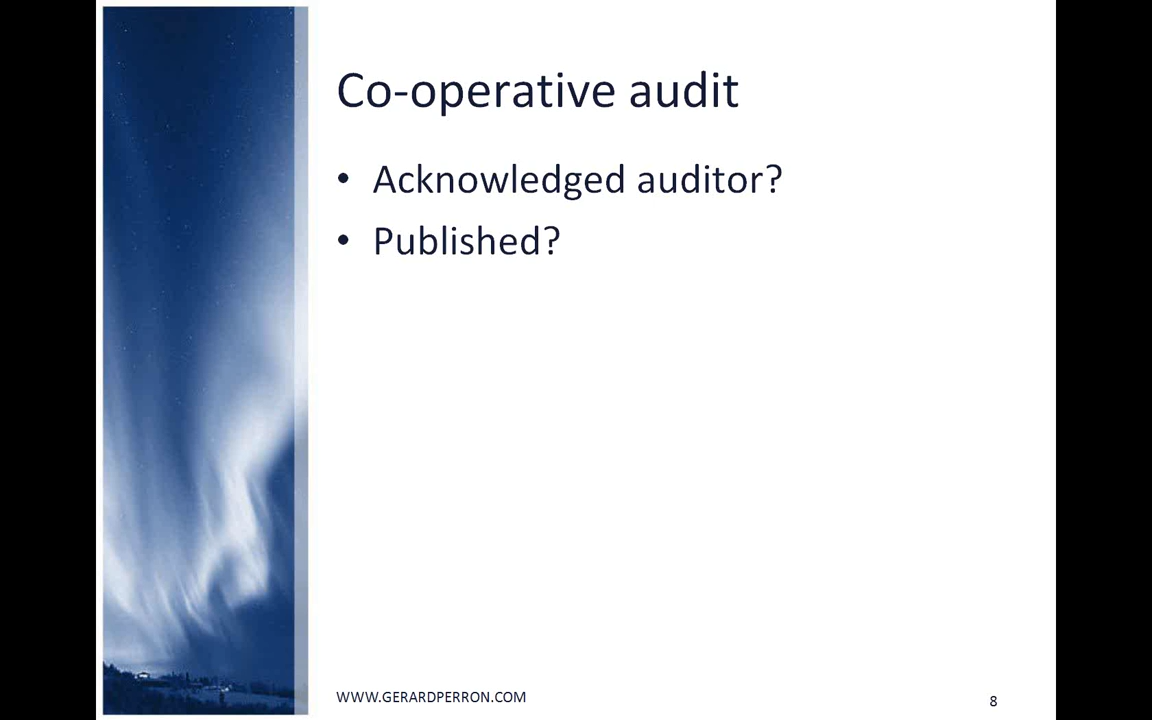 Co-operative audit
• Acknowledged auditor?
• Published?
WWW.GERARDPERRON.COM
8